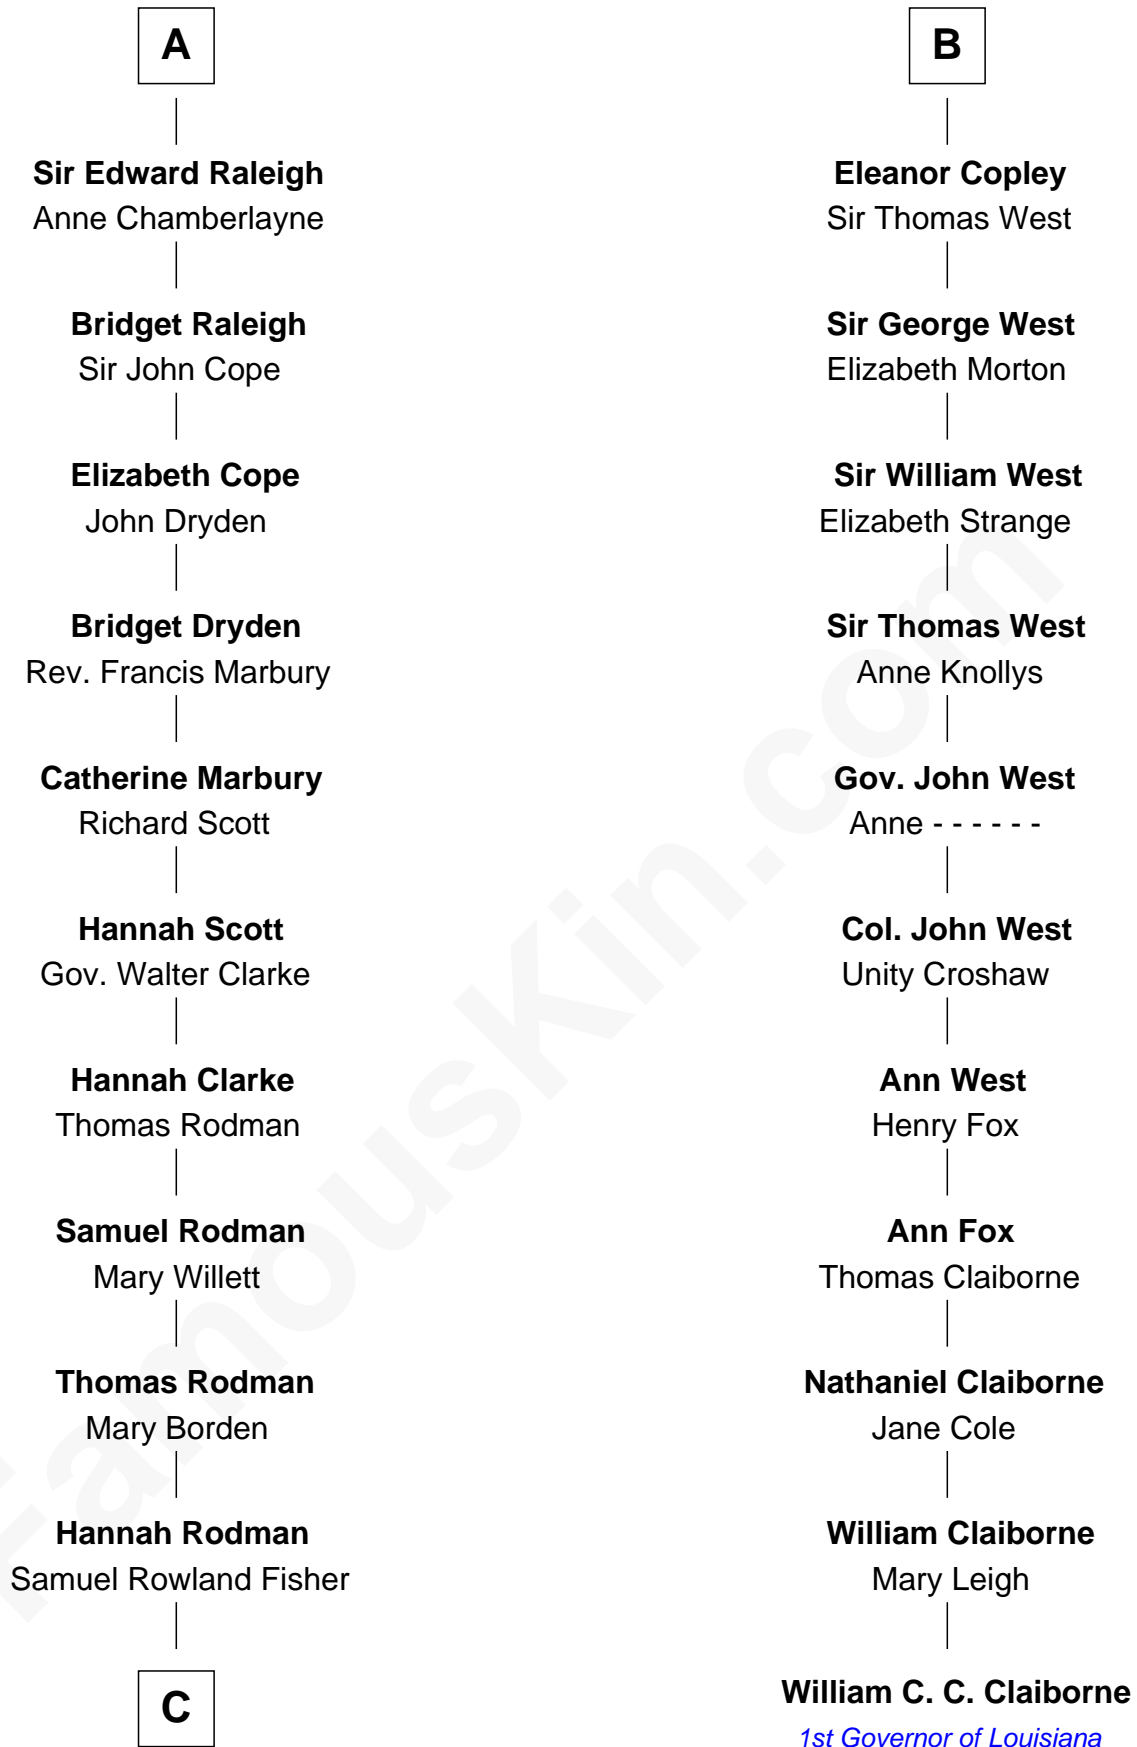 A
Sir Edward Raleigh
Anne Chamberlayne
Bridget Raleigh
Sir John Cope
Elizabeth Cope
John Dryden
Bridget Dryden
Rev. Francis Marbury
Catherine Marbury
Richard Scott
Hannah Scott
Gov. Walter Clarke
Hannah Clarke
Thomas Rodman
Samuel Rodman
Mary Willett
Thomas Rodman
Mary Borden
Hannah Rodman
Samuel Rowland Fisher
C
B
Eleanor Copley
Sir Thomas West
Sir George West
Elizabeth Morton
Sir William West
Elizabeth Strange
Sir Thomas West
Anne Knollys
Gov. John West
Anne - - - - - -
Col. John West
Unity Croshaw
Ann West
Henry Fox
Ann Fox
Thomas Claiborne
Nathaniel Claiborne
Jane Cole
William Claiborne
Mary Leigh
William C. C. Claiborne
1st Governor of Louisiana
FamousKin.com